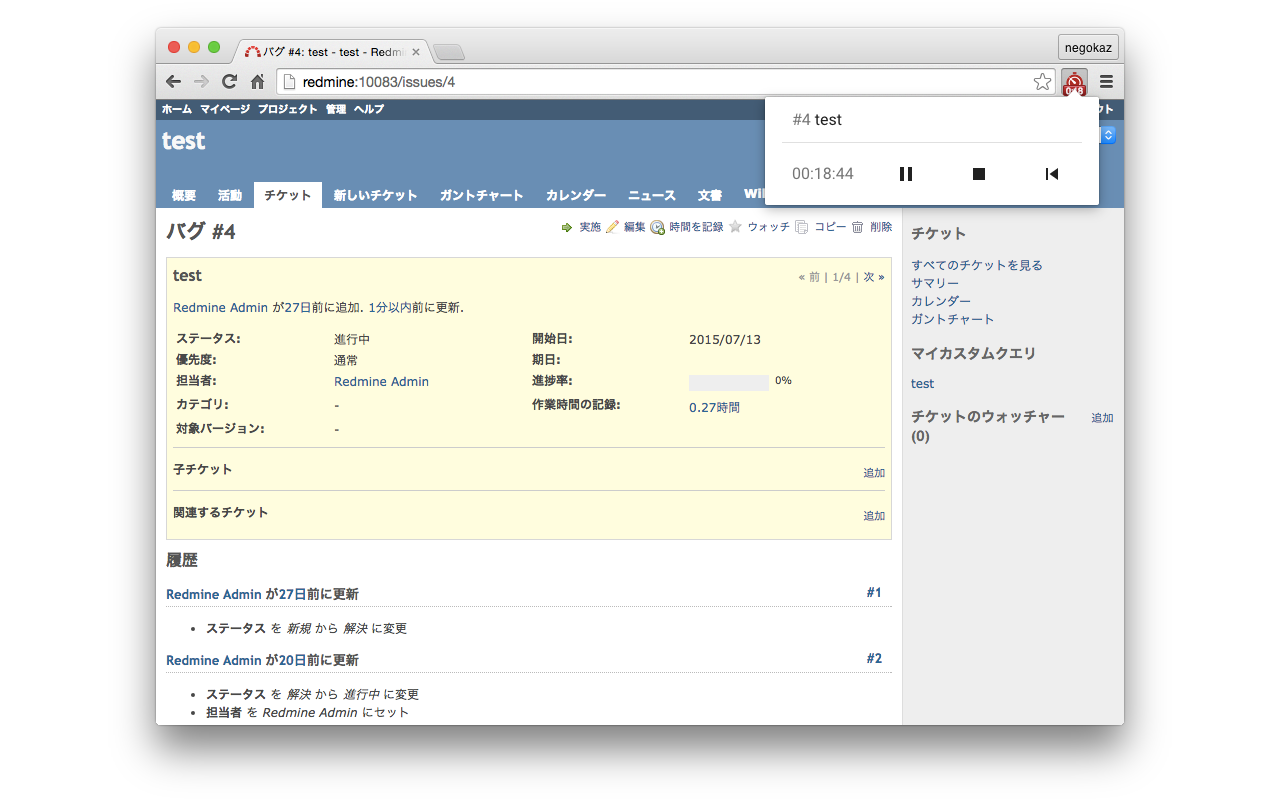 バグ #4: test - test - Redmi
negokaz
redmine:10083/issues/4
0:18
ホーム マイページ プロジェクト 管理 ヘルプ
test
#4 test
00:18:44
概要 活動 チケット 新しいチケット ガントチャート カレンダー ニュース 文書
バグ #4
実施 編集 時間を記録 ウォッチ コピー 削除
test
« 前 | 1/4 | 次 »
Redmine Admin が27日前に追加. 1分以内前に更新.
ステータス: 進行中 開始日: 2015/07/13
優先度: 通常 期日:
担当者: Redmine Admin 進捗率: 0%
カテゴリ: - 作業時間の記録: 0.27時間
対象バージョン: -
子チケット 追加
関連するチケット 追加
履歴
Redmine Admin が27日前に更新 #1
• ステータス を 新規 から 解決 に変更
Redmine Admin が20日前に更新 #2
• ステータス を 解決 から 進行中 に変更
• 担当者 を Redmine Admin にセット
チケット
すべてのチケットを見る
サマリー
カレンダー
ガントチャート
マイカスタムクエリ
test
チケットのウォッチャー 追加
(0)